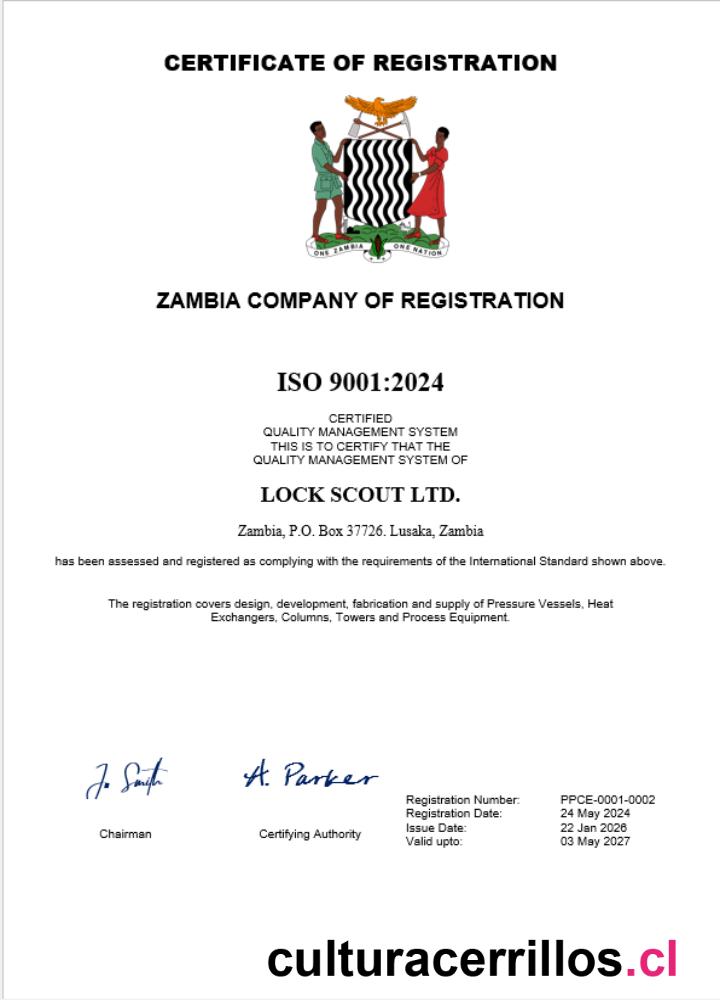 CERTIFICATE OF REGISTRATION
ONE ZAMBIA ONE NATION
ZAMBIA COMPANY OF REGISTRATION
ISO 9001:2024
CERTIFIED
QUALITY MANAGEMENT SYSTEM
THIS IS TO CERTIFY THAT THE
QUALITY MANAGEMENT SYSTEM OF
LOCK SCOUT LTD.
Zambia, P.O. Box 37726. Lusaka, Zambia
has been assessed and registered as complying with the requirements of the International Standard shown above.
The registration covers design, development, fabrication and supply of Pressure Vessels, Heat
Exchangers, Columns, Towers and Process Equipment.
J. Smith
Chairman
A. Parker
Certifying Authority
Registration Number: PPCE-0001-0002
Registration Date: 24 May 2024
Issue Date: 22 Jan 2026
Valid upto: 03 May 2027
culturacerrillos.cl